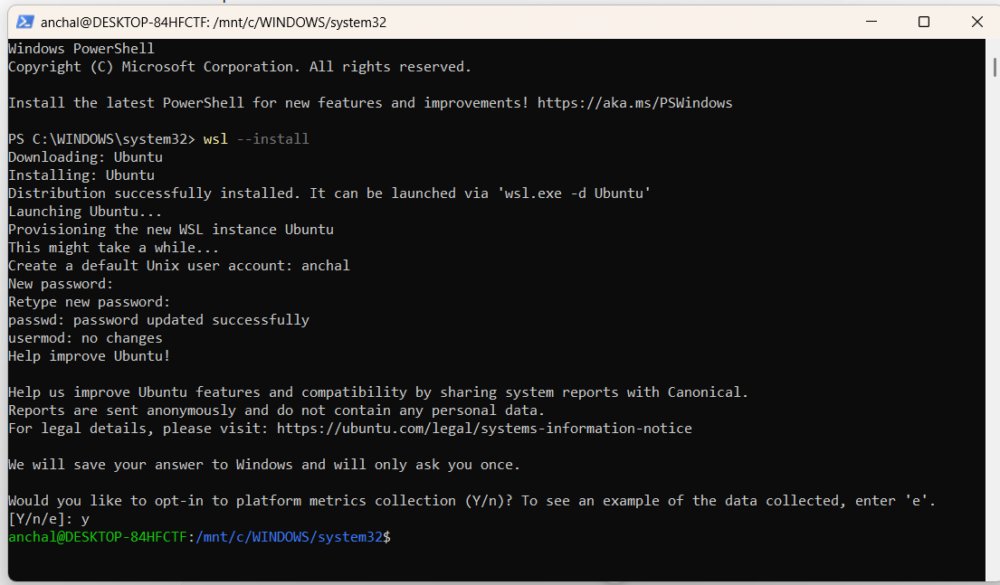 anchal@DESKTOP-84HFCTF: /mnt/c/WINDOWS/system32
Windows PowerShell
Copyright (C) Microsoft Corporation. All rights reserved.
Install the latest PowerShell for new features and improvements! https://aka.ms/PSWindows
PS C:\WINDOWS\system32> wsl --install
Downloading: Ubuntu
Installing: Ubuntu
Distribution successfully installed. It can be launched via 'wsl.exe -d Ubuntu'
Launching Ubuntu...
Provisioning the new WSL instance Ubuntu
This might take a while...
Create a default Unix user account: anchal
New password:
Retype new password:
passwd: password updated successfully
usermod: no changes
Help improve Ubuntu!
Help us improve Ubuntu features and compatibility by sharing system reports with Canonical.
Reports are sent anonymously and do not contain any personal data.
For legal details, please visit: https://ubuntu.com/legal/systems-information-notice
We will save your answer to Windows and will only ask you once.
Would you like to opt-in to platform metrics collection (Y/n)? To see an example of the data collected, enter 'e'.
[Y/n/e]: y
anchal@DESKTOP-84HFCTF:/mnt/c/WINDOWS/system32$